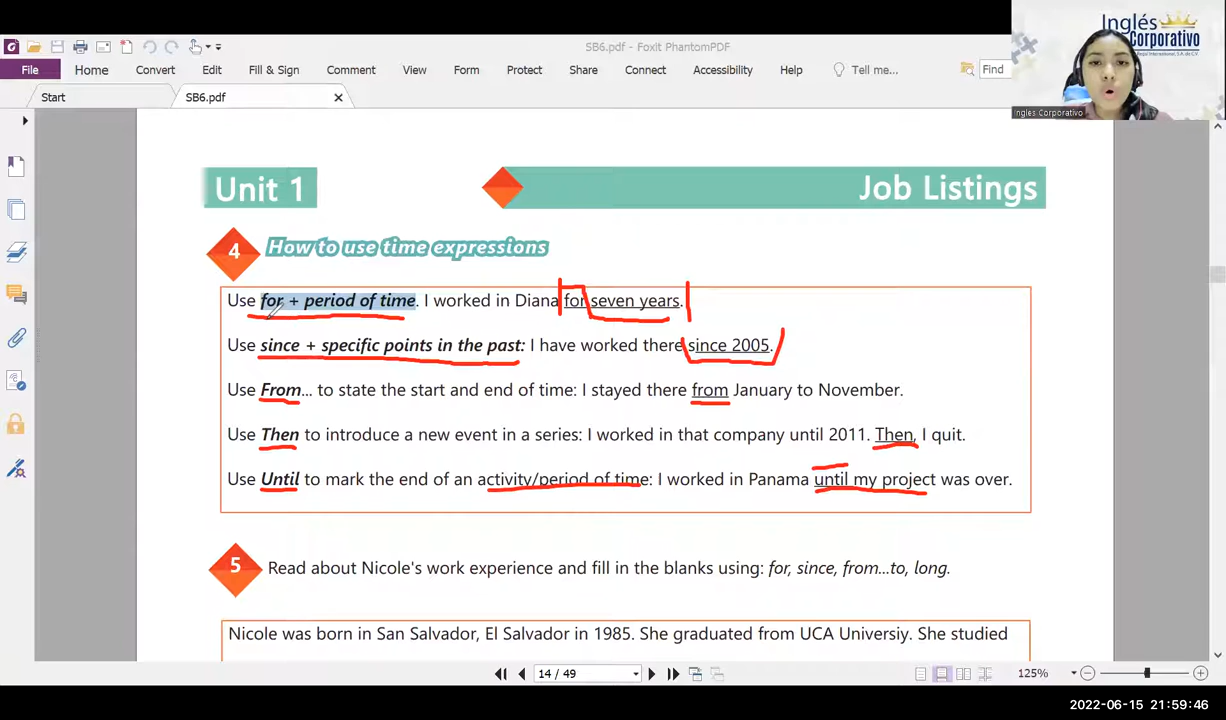 Inglés
Corporativo
Regal International, S.A. de C.V.
Ingles Corporativo
SB6.pdf - Foxit PhantomPDF
File Home Convert Edit Fill & Sign Comment View Form Protect Share Connect Accessibility Help Tell me... Find
Start SB6.pdf
Unit 1 Job Listings
4 How to use time expressions
Use for + period of time. I worked in Diana for seven years.
Use since + specific points in the past: I have worked there since 2005.
Use From... to state the start and end of time: I stayed there from January to November.
Use Then to introduce a new event in a series: I worked in that company until 2011. Then, I quit.
Use Until to mark the end of an activity/period of time: I worked in Panama until my project was over.
5 Read about Nicole's work experience and fill in the blanks using: for, since, from...to, long.
Nicole was born in San Salvador, El Salvador in 1985. She graduated from UCA Universiy. She studied
14 / 49 125%
2022-06-15 21:59:46